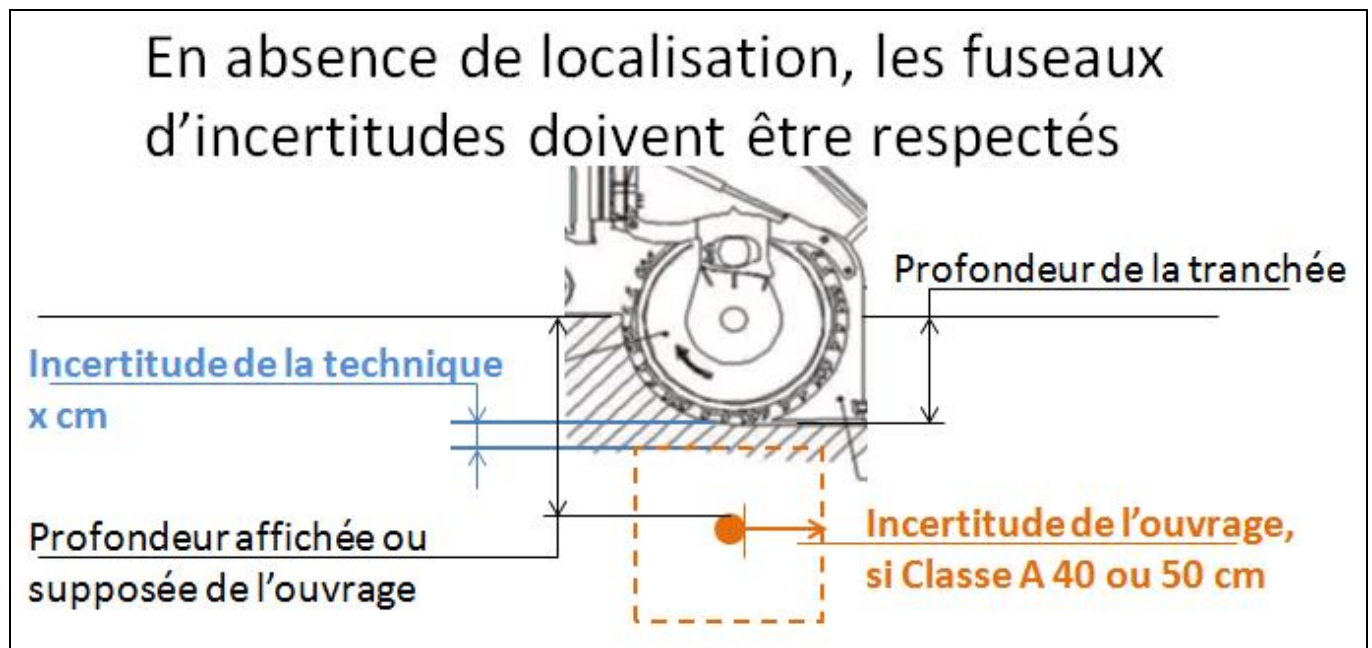 En absence de localisation, les fuseaux
d'incertitudes doivent être respectés
Profondeur de la tranchée
Incertitude de la technique
x cm
Profondeur affichée ou
supposée de l'ouvrage
Incertitude de l'ouvrage,
si Classe A 40 ou 50 cm